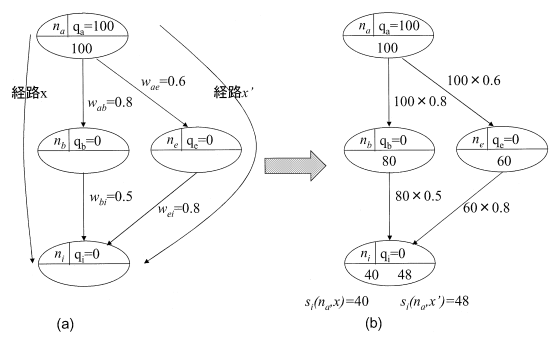 n_a q_a=100
100
経路x
w_ab=0.8
w_ae=0.6
経路x’
n_b q_b=0
n_e q_e=0
w_bi=0.5
w_ei=0.8
n_i q_i=0
(a)
n_a q_a=100
100
100×0.8
100×0.6
n_b q_b=0
80
n_e q_e=0
60
80×0.5
60×0.8
n_i q_i=0
40 48
s_i(n_a,x)=40 s_i(n_a,x’)=48
(b)